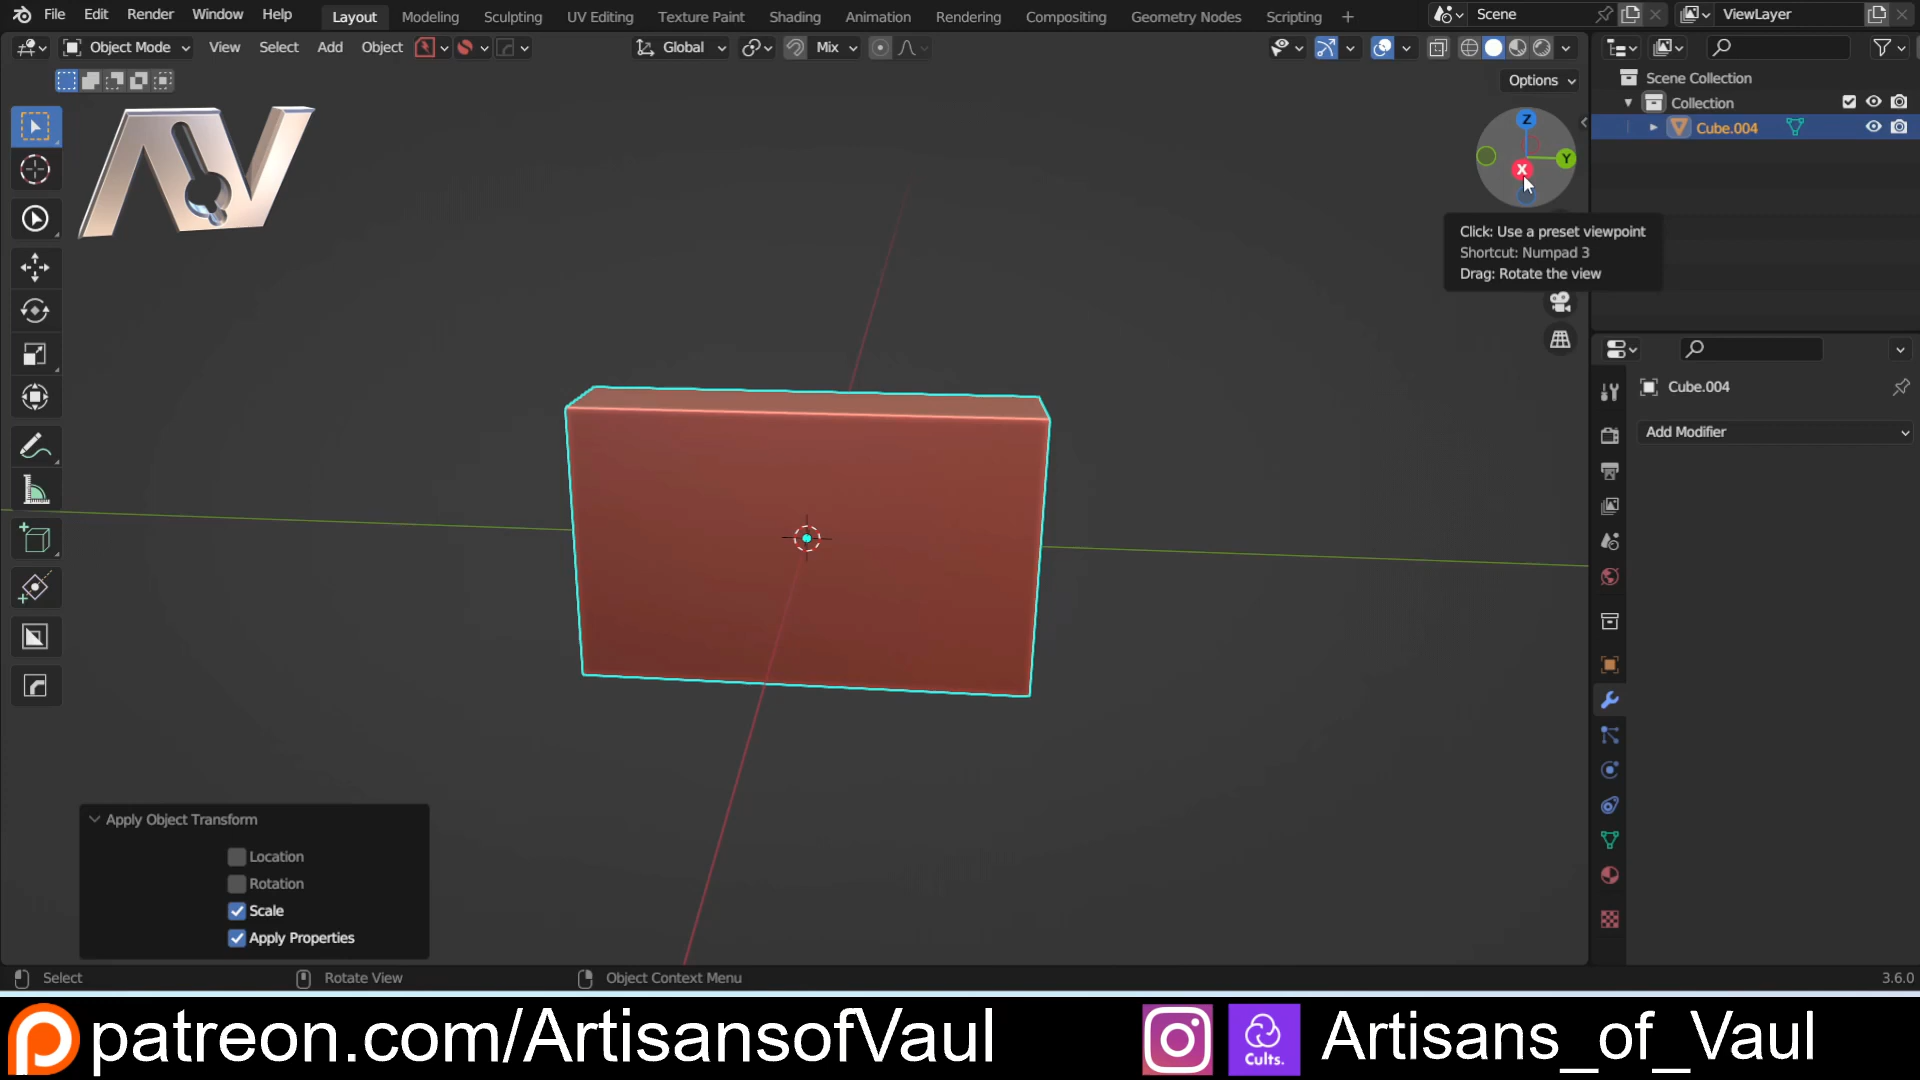 File Edit Render Window Help Layout Modeling Sculpting UV Editing Texture Paint Shading Animation Rendering Compositing Geometry Nodes Scripting + Scene ViewLayer
Object Mode View Select Add Object Global Mix
Options
Scene Collection
Collection
Cube.004
Z
Y
X
Click: Use a preset viewpoint
Shortcut: Numpad 3
Drag: Rotate the view
Cube.004
Add Modifier
AV
Apply Object Transform
Location
Rotation
Scale
Apply Properties
Select Rotate View Object Context Menu 3.6.0
patreon.com/ArtisansofVaul Cults. Artisans_of_Vaul